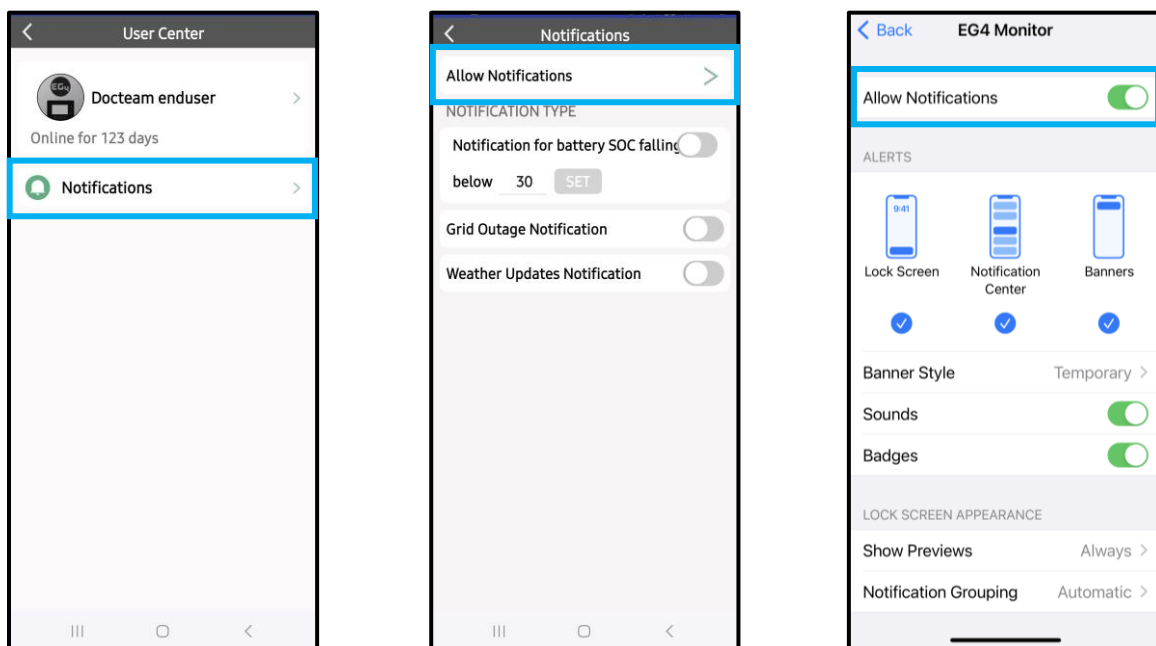 User Center
EG4
Docteam enduser
Online for 123 days
Notifications
Notifications
Allow Notifications
NOTIFICATION TYPE
Notification for battery SOC falling
below 30 SET
Grid Outage Notification
Weather Updates Notification
Back EG4 Monitor
Allow Notifications
ALERTS
9:41
Lock Screen Notification Banners
Center
Banner Style Temporary
Sounds
Badges
LOCK SCREEN APPEARANCE
Show Previews Always
Notification Grouping Automatic